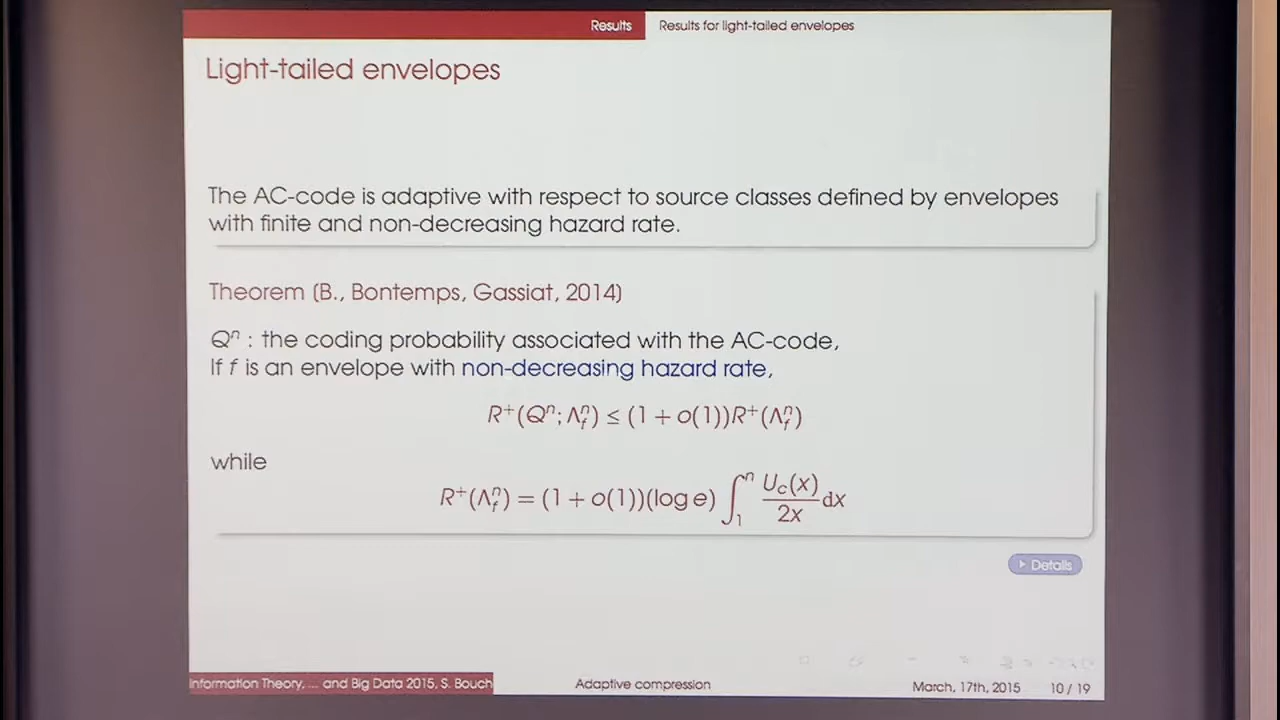 Results Results for light-tailed envelopes
Light-tailed envelopes
The AC-code is adaptive with respect to source classes defined by envelopes
with finite and non-decreasing hazard rate.
Theorem (B., Bontemps, Gassiat, 2014)
Qⁿ : the coding probability associated with the AC-code,
If f is an envelope with non-decreasing hazard rate,
R⁺(Qⁿ; Λ_f^n) ≤ (1 + o(1))R⁺(Λ_f^n)
while
R⁺(Λ_f^n) = (1 + o(1))(log e) ∫_1^n U_c(x)/2x dx
Details
Information Theory, ... and Big Data 2015, S. Bouch Adaptive compression March, 17th, 2015 10 / 19